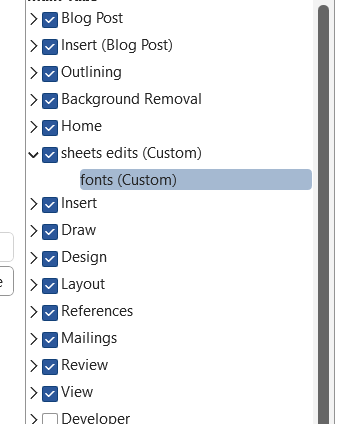 Blog Post
Insert (Blog Post)
Outlining
Background Removal
Home
sheets edits (Custom)
fonts (Custom)
Insert
Draw
Design
Layout
References
Mailings
Review
View
Developer